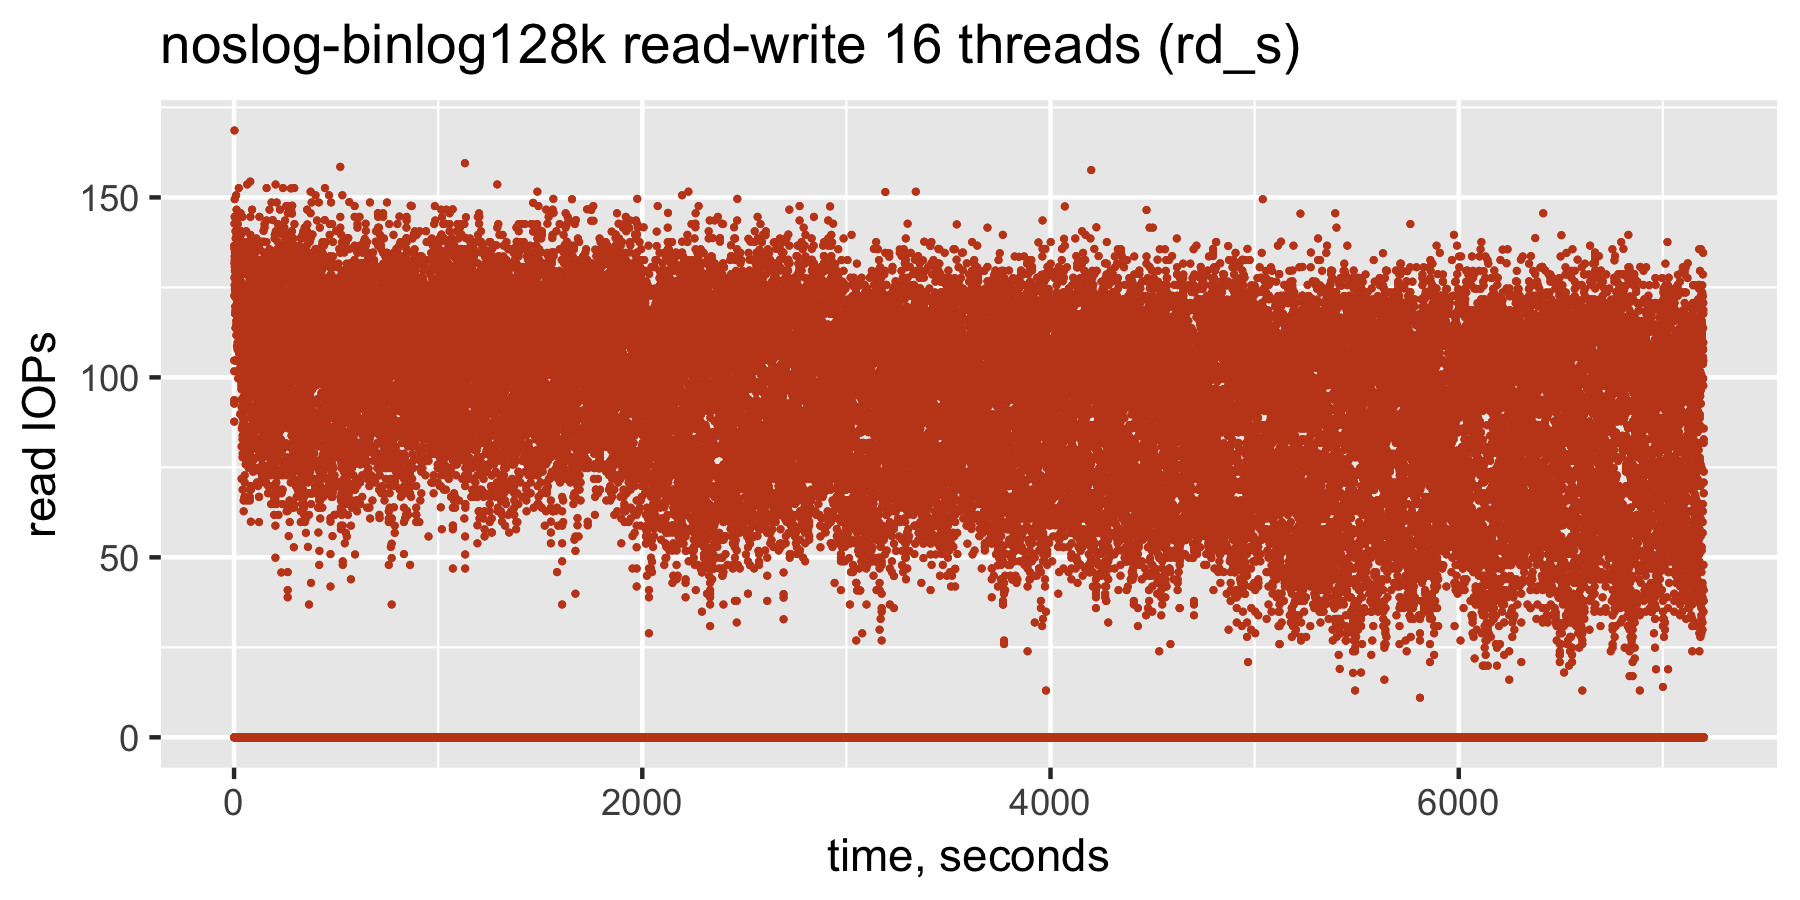 noslog-binlog128k read-write 16 threads (rd_s)
150
100
50
0
read IOPs
0 2000 4000 6000
time, seconds